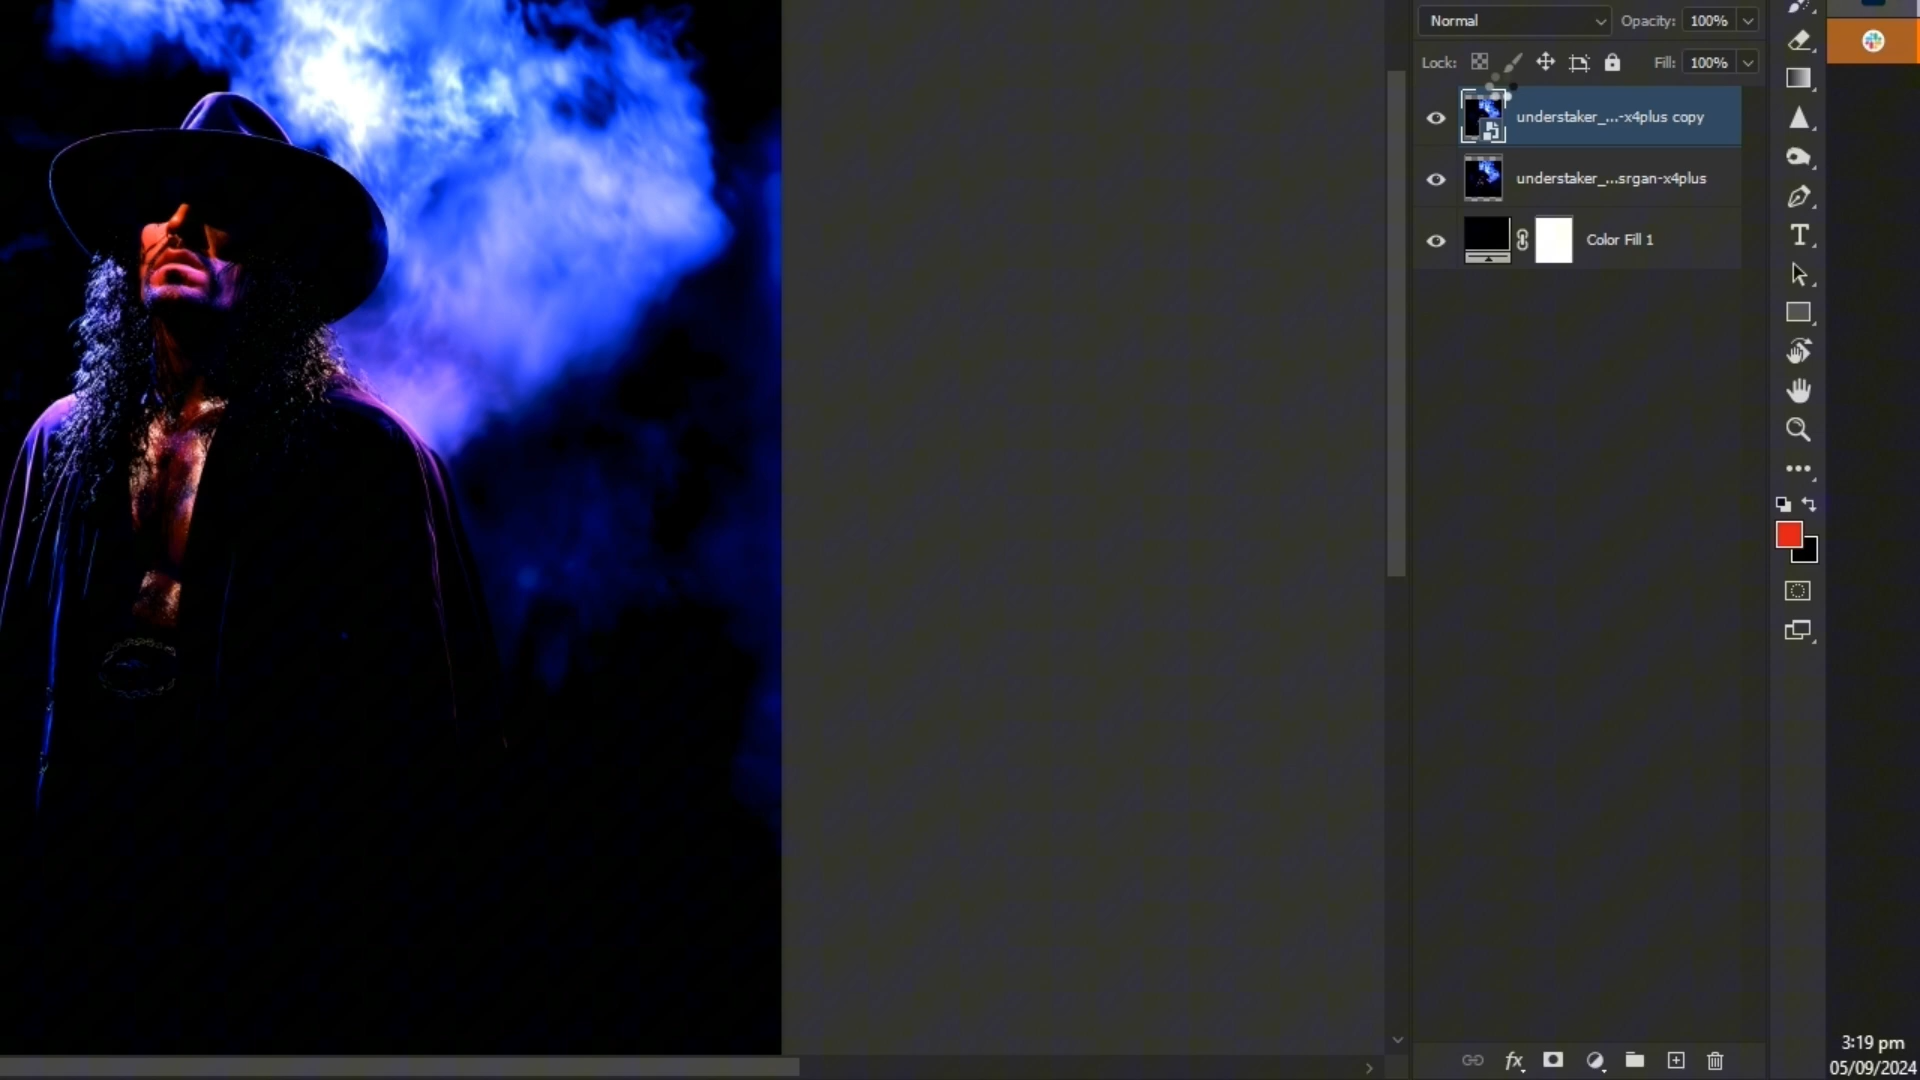 Normal
Opacity: 100%
Lock:
Fill: 100%
understaker_...-x4plus copy
understaker_...srgan-x4plus
Color Fill 1
3:19 pm
05/09/2024